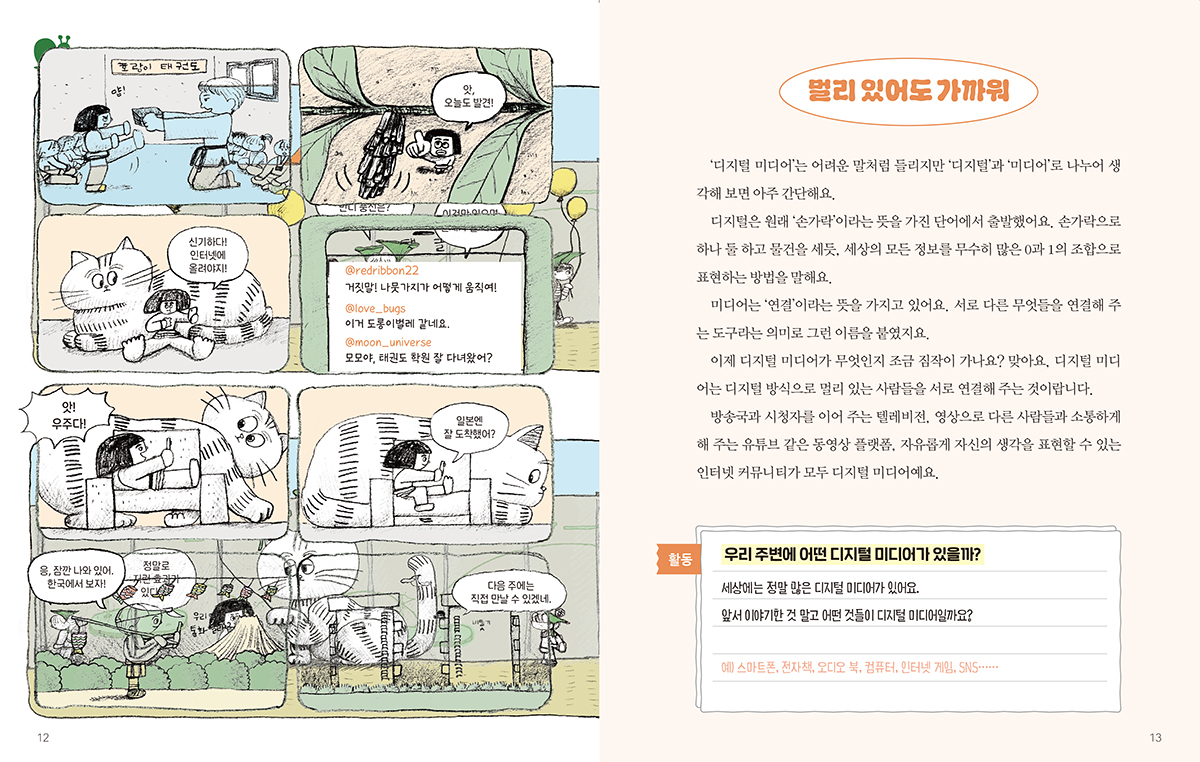 호랑이 태권도
얍!
앗,
오늘도 발견!
신기하다!
인터넷에
올려야지!
@redribbon22
거짓말! 나뭇가지가 어떻게 움직여!
@love_bugs
이거 도롱이벌레 같네요.
@moon_universe
모모야, 태권도 학원 잘 다녀왔어?
앗!
우주다!
일본엔
잘 도착했어?
응, 잠깐 나와 있어.
한국에서 보자!
정말로
있다
우리
다음 주에는
직접 만날 수 있겠네.
12
멀리 있어도 가까워
‘디지털 미디어’는 어려운 말처럼 들리지만 ‘디지털’과 ‘미디어’로 나누어 생
각해 보면 아주 간단해요.
디지털은 원래 ‘손가락’이라는 뜻을 가진 단어에서 출발했어요. 손가락으로
하나 둘 하고 물건을 세듯, 세상의 모든 정보를 무수히 많은 0과 1의 조합으로
표현하는 방법을 말해요.
미디어는 ‘연결’이라는 뜻을 가지고 있어요. 서로 다른 무엇들을 연결해 주
는 도구라는 의미로 그런 이름을 붙였지요.
이제 디지털 미디어가 무엇인지 조금 짐작이 가나요? 맞아요. 디지털 미디
어는 디지털 방식으로 멀리 있는 사람들을 서로 연결해 주는 것이랍니다.
방송국과 시청자를 이어 주는 텔레비전, 영상으로 다른 사람들과 소통하게
해 주는 유튜브 같은 동영상 플랫폼, 자유롭게 자신의 생각을 표현할 수 있는
인터넷 커뮤니티가 모두 디지털 미디어예요.
활동
우리 주변에 어떤 디지털 미디어가 있을까?
세상에는 정말 많은 디지털 미디어가 있어요.
앞서 이야기한 것 말고 어떤 것들이 디지털 미디어일까요?
예) 스마트폰, 전자책, 오디오 북, 컴퓨터, 인터넷 게임, SNS……
13